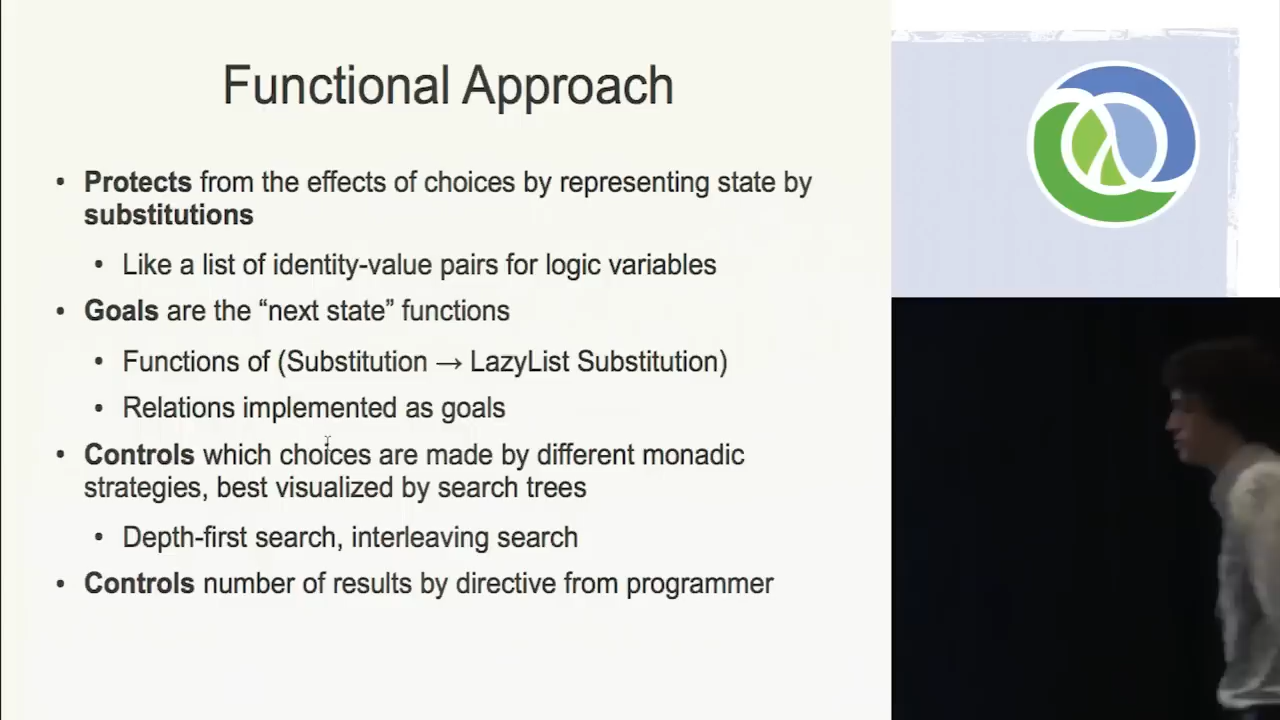 Functional Approach
• Protects from the effects of choices by representing state by
substitutions
• Like a list of identity-value pairs for logic variables
• Goals are the “next state” functions
• Functions of (Substitution → LazyList Substitution)
• Relations implemented as goals
• Controls which choices are made by different monadic
strategies, best visualized by search trees
• Depth-first search, interleaving search
• Controls number of results by directive from programmer